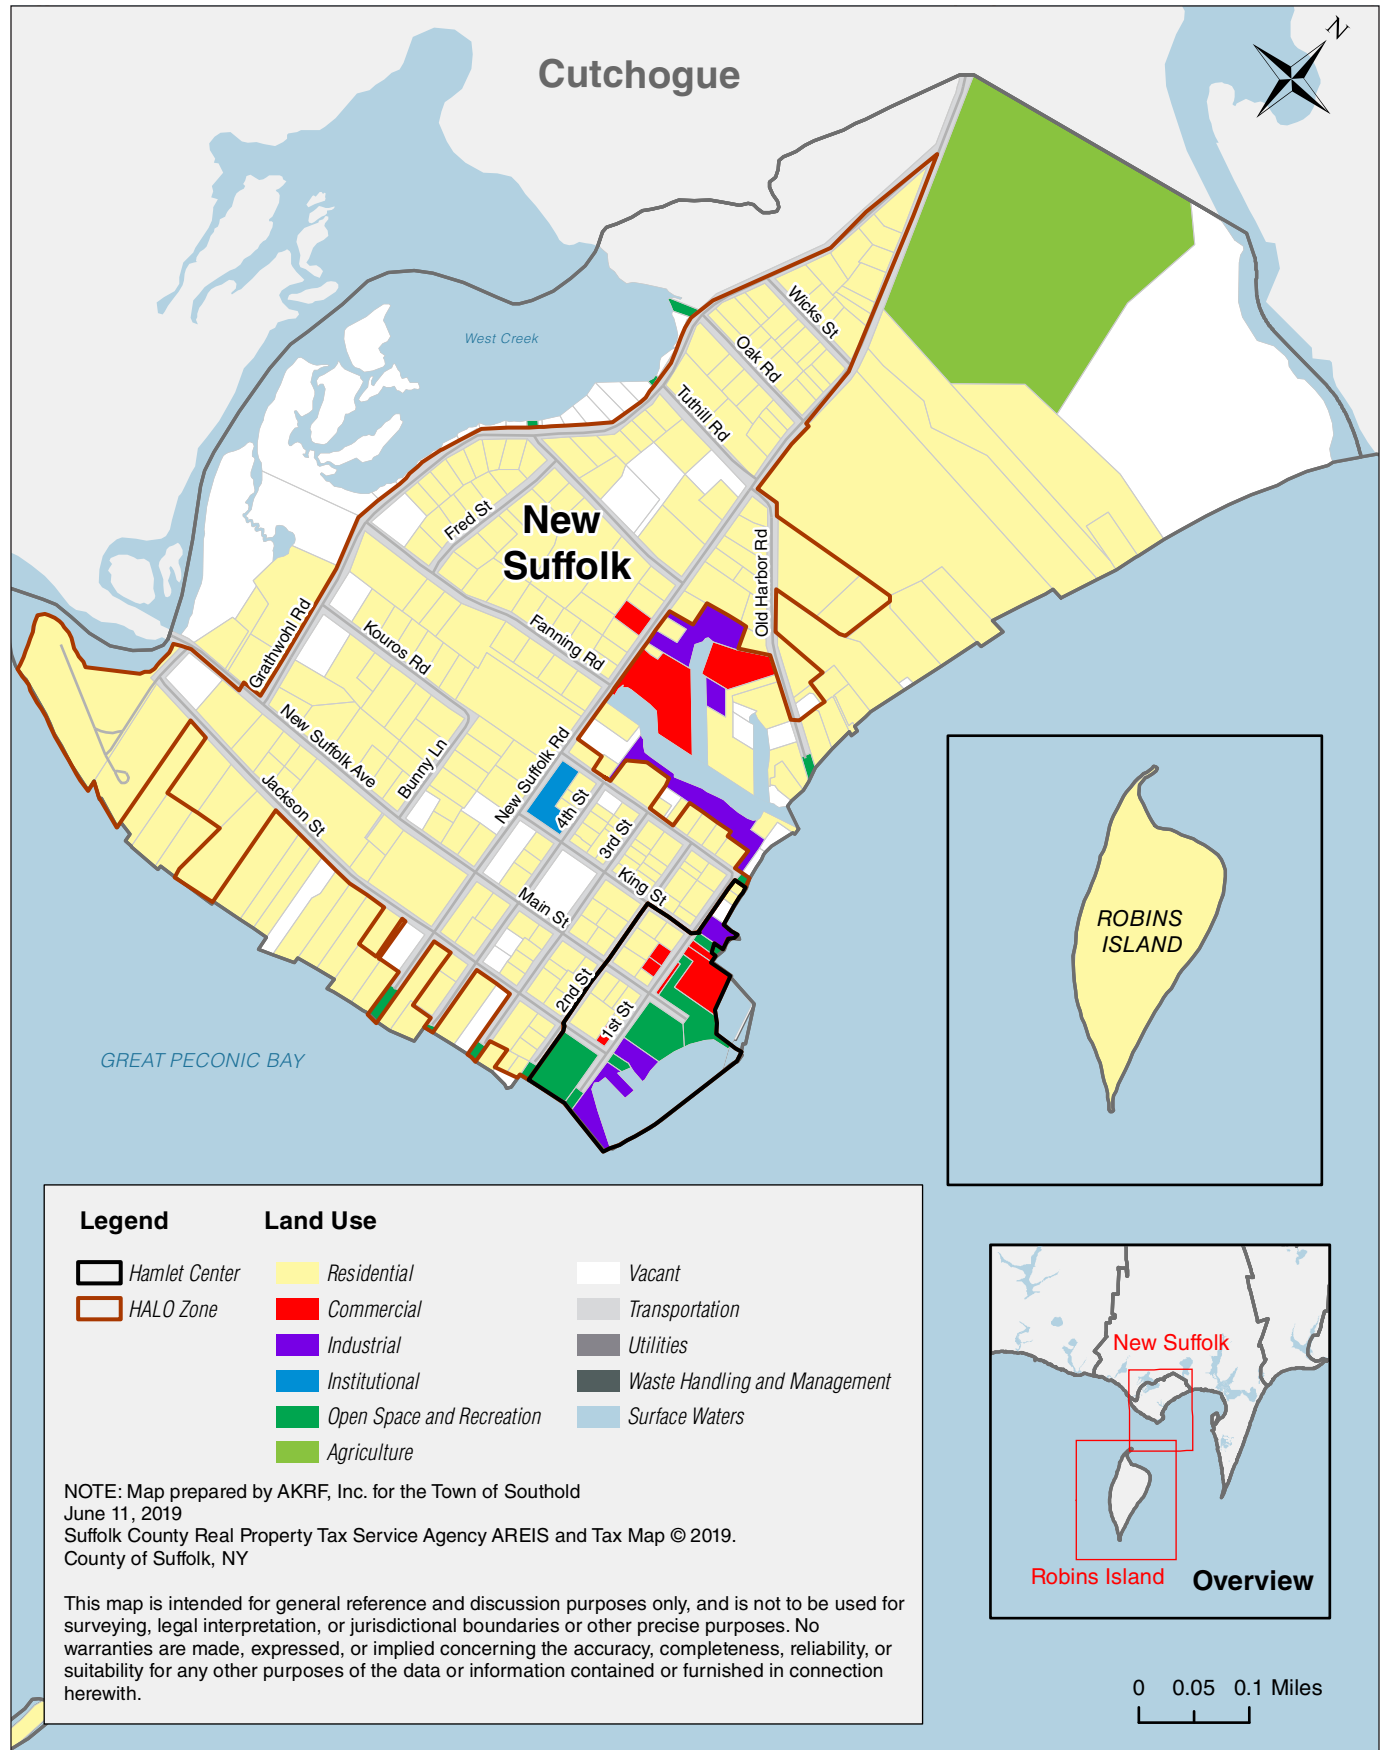 N
Cutchogue
West Creek
Wicks St
Oak Rd
Tuthill Rd
Fred St
New
Suffolk
Old Harbor Rd
Grathwohl Rd
Kouros Rd
Fanning Rd
New Suffolk Ave
Bunny Ln
New Suffolk Rd
Jackson St
4th St
3rd St
King St
Main St
2nd St
1st St
GREAT PECONIC BAY
ROBINS
ISLAND
Legend
Hamlet Center
HALO Zone
Land Use
Residential
Commercial
Industrial
Institutional
Open Space and Recreation
Agriculture
Vacant
Transportation
Utilities
Waste Handling and Management
Surface Waters
NOTE: Map prepared by AKRF, Inc. for the Town of Southold
June 11, 2019
Suffolk County Real Property Tax Service Agency AREIS and Tax Map © 2019.
County of Suffolk, NY
This map is intended for general reference and discussion purposes only, and is not to be used for
surveying, legal interpretation, or jurisdictional boundaries or other precise purposes. No
warranties are made, expressed, or implied concerning the accuracy, completeness, reliability, or
suitability for any other purposes of the data or information contained or furnished in connection
herewith.
New Suffolk
Robins Island
Overview
0 0.05 0.1 Miles